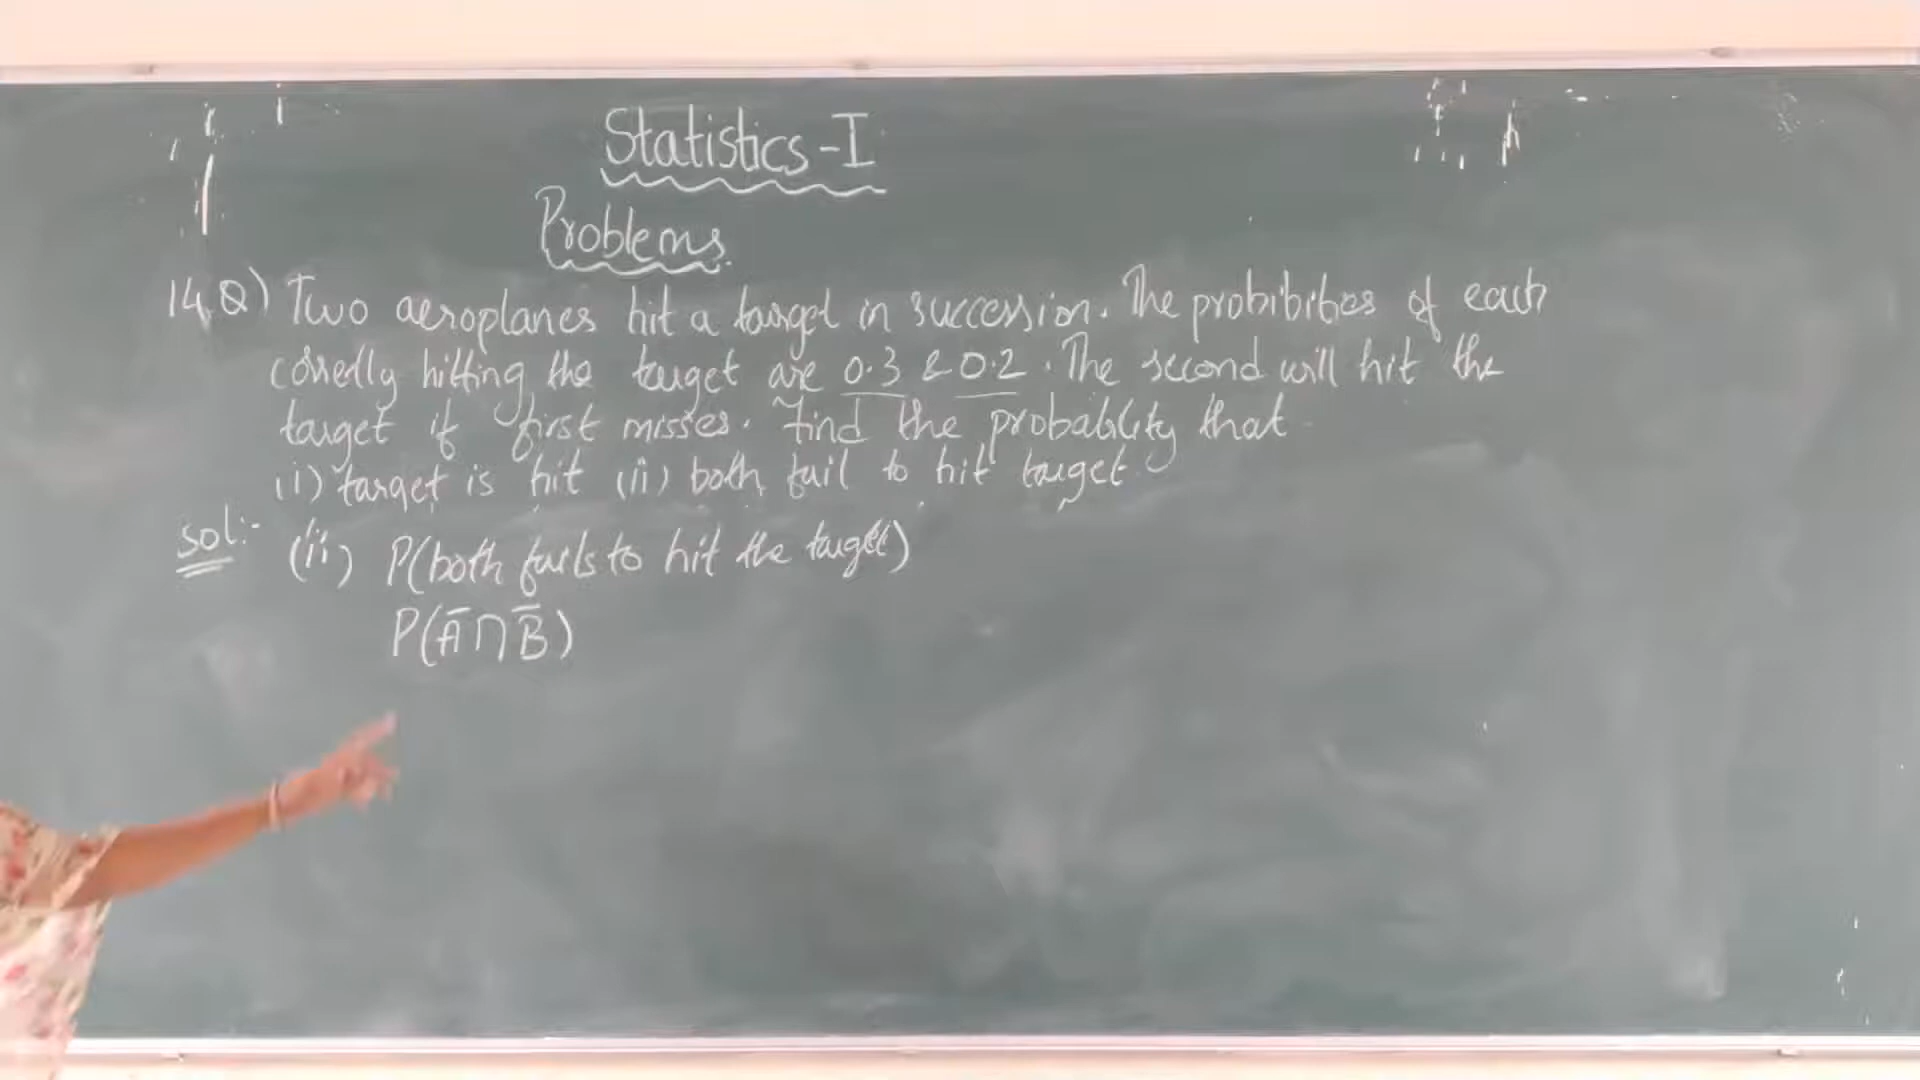 Statistics-I
Problems.
14.Q) Two aeroplanes hit a target in succession. The probibities of each
correctly hitting the target are 0.3 & 0.2. The second will hit the
target if first misses. Find the probability that
(i) target is hit (ii) both fail to hit target.
sol:- (ii) P(both fails to hit the target)
P(A̅∩B̅)